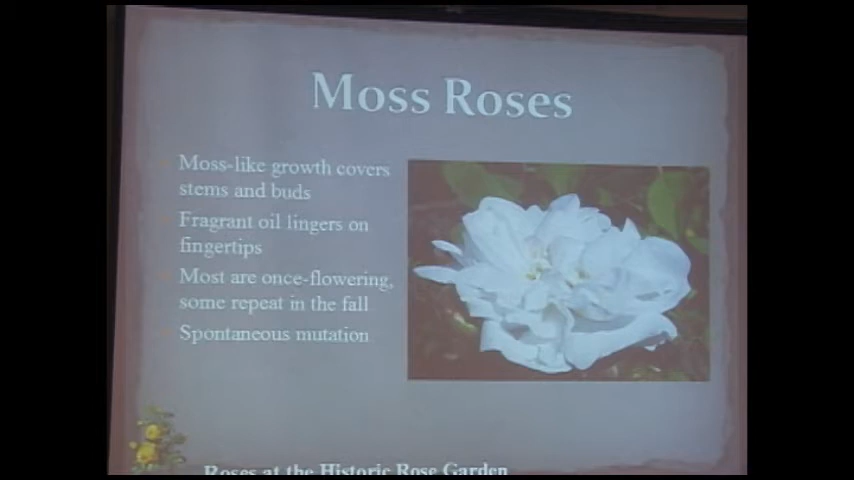 Moss Roses
Moss-like growth covers
stems and buds
Fragrant oil lingers on
fingertips
Most are once-flowering,
some repeat in the fall
Spontaneous mutation
Roses at the Historic Rose Garden